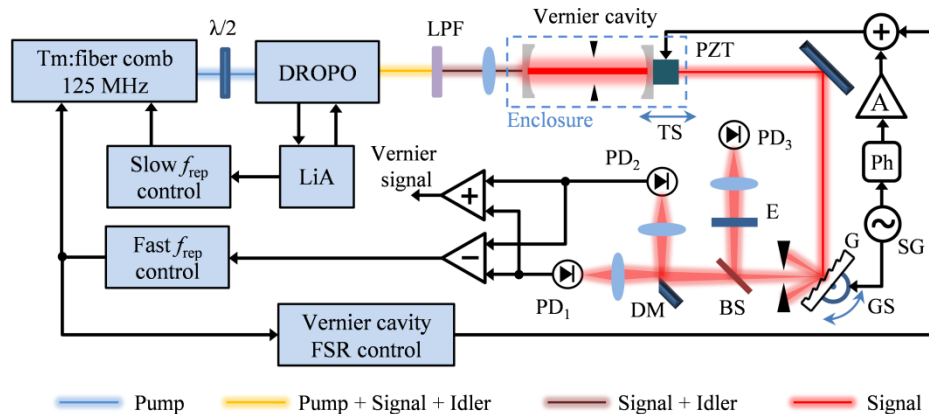 Vernier cavity
λ/2
LPF
PZT
+
Tm:fiber comb
125 MHz
DROPO
A
Enclosure
TS
Vernier
signal
PD₂
PD₃
Slow f_rep
control
LiA
Ph
+
E
G
SG
Fast f_rep
control
−
PD₁
DM
BS
GS
Vernier cavity
FSR control
Pump
Pump + Signal + Idler
Signal + Idler
Signal